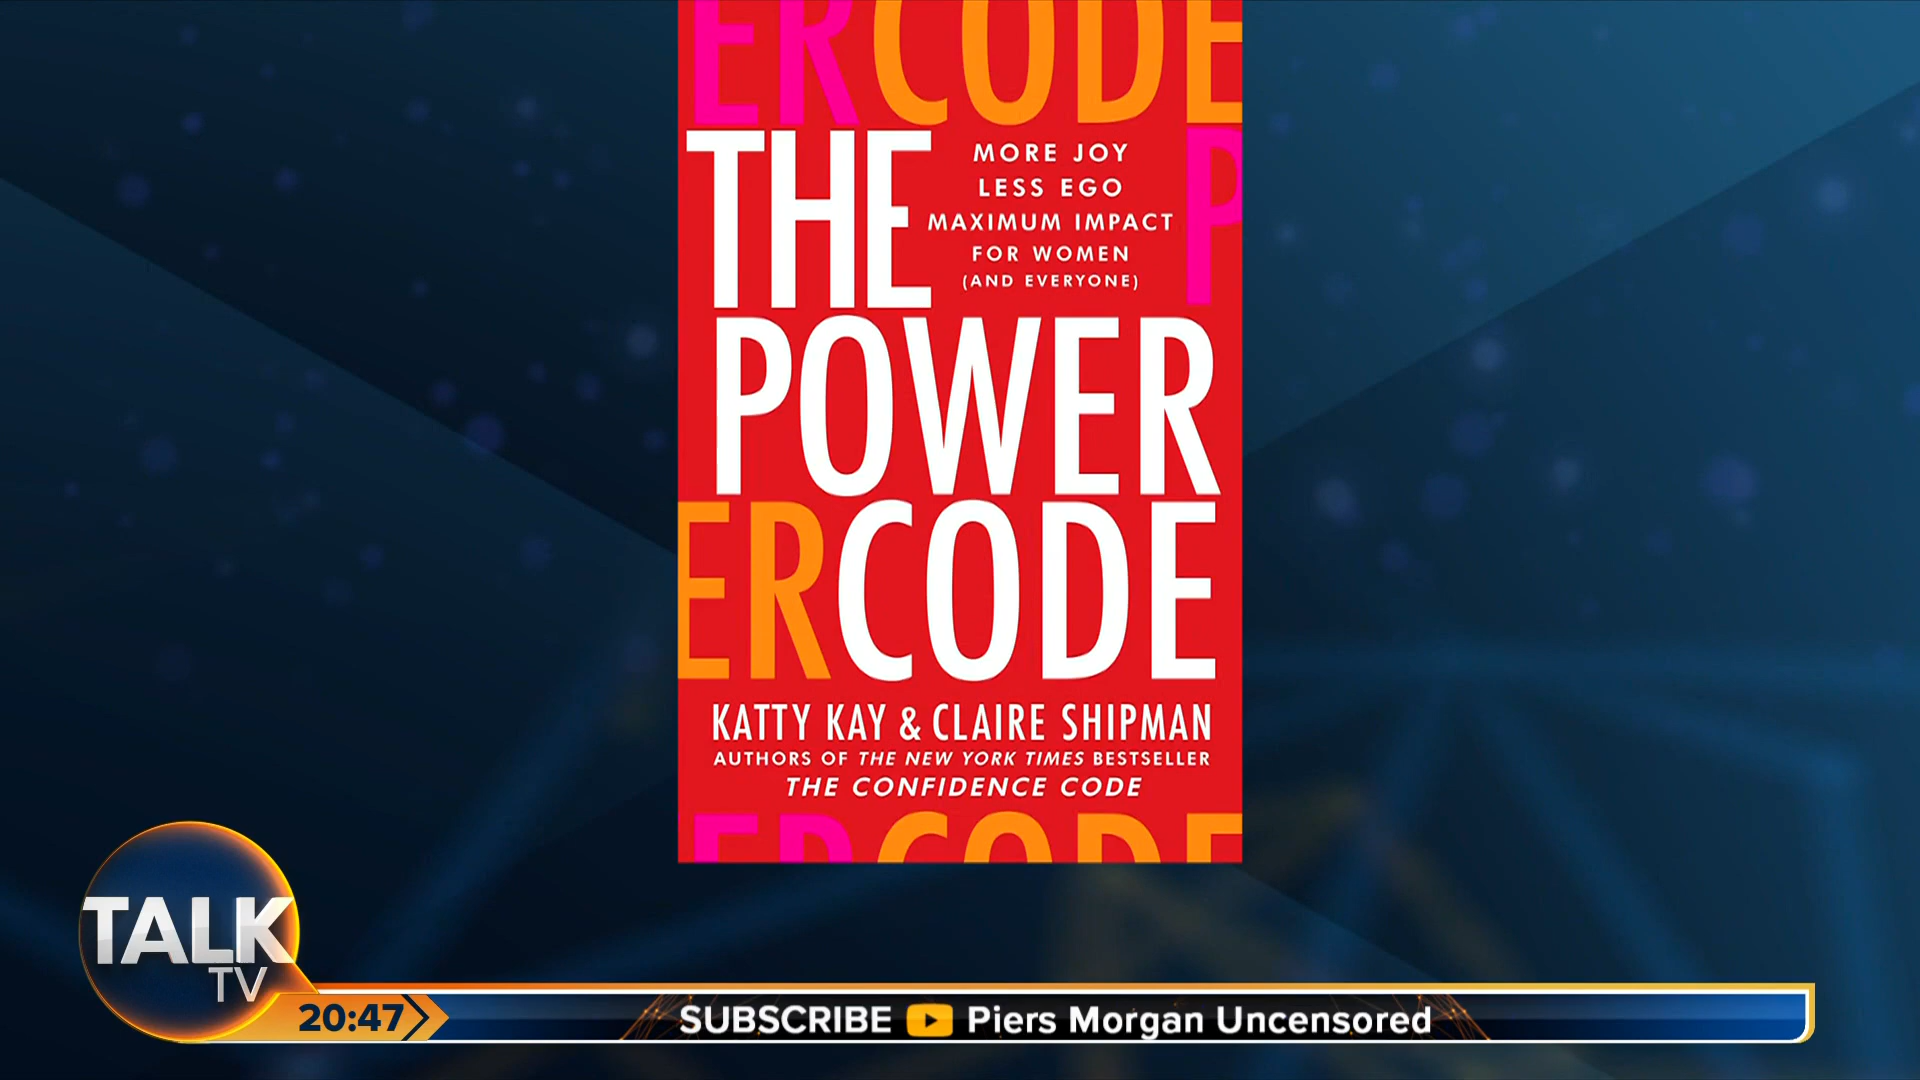 ERCODE
THE
MORE JOY
LESS EGO
MAXIMUM IMPACT
FOR WOMEN
(AND EVERYONE)
P
POWER
ERCODE
KATTY KAY & CLAIRE SHIPMAN
AUTHORS OF THE NEW YORK TIMES BESTSELLER
THE CONFIDENCE CODE
ERCODE
TALK
TV
20:47
SUBSCRIBE Piers Morgan Uncensored